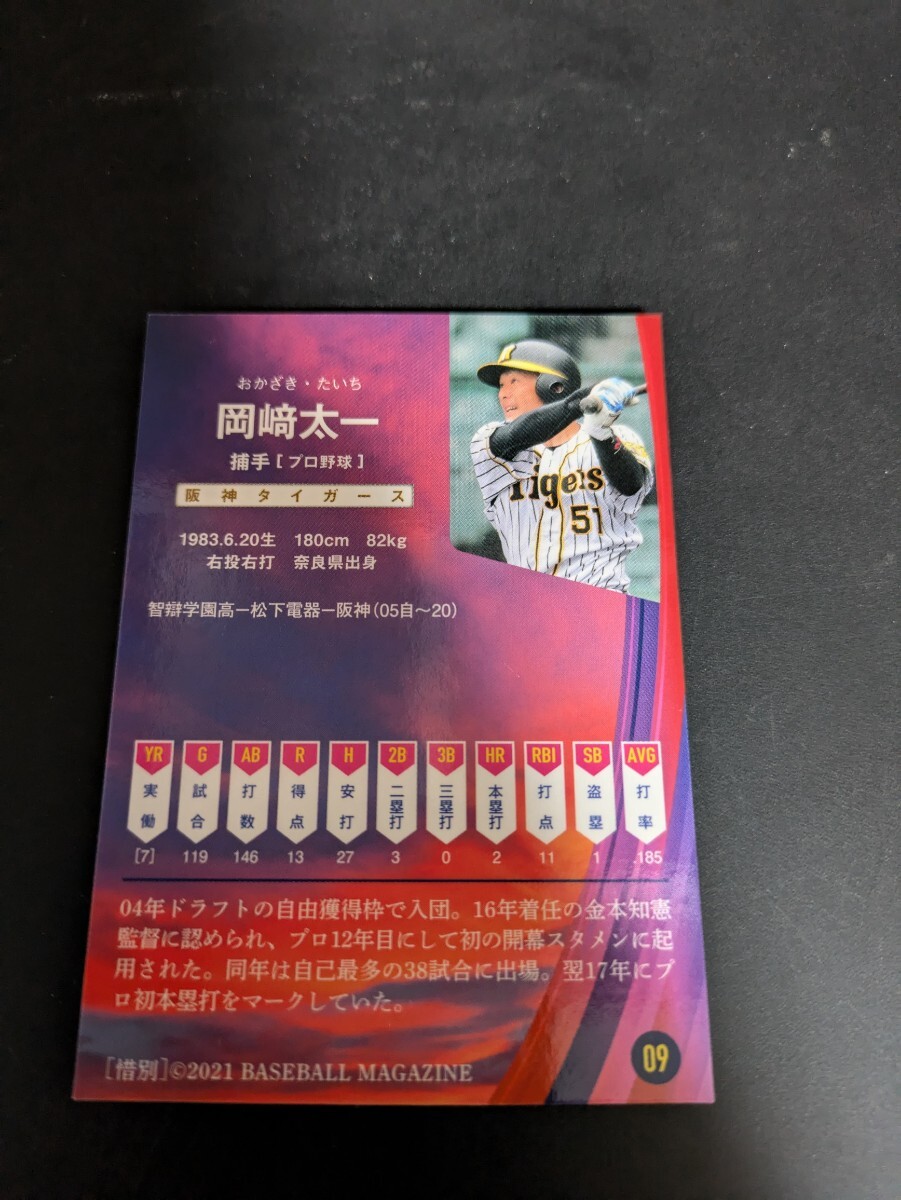 おかざき・たいち
岡﨑太一
捕手[プロ野球]
阪神タイガース
1983.6.20生 180cm 82kg
右投右打 奈良県出身
智辯学園高ー松下電器ー阪神(05自〜20)
Tigers
51
YR G AB R H 2B 3B HR RBI SB AVG
実働 試合 打数 得点 安打 二塁打 三塁打 本塁打 打点 盗塁 打率
[7] 119 146 13 27 3 0 2 11 1 .185
04年ドラフトの自由獲得枠で入団。16年着任の金本知憲
監督に認められ、プロ12年目にして初の開幕スタメンに起
用された。同年は自己最多の38試合に出場。翌17年にプ
ロ初本塁打をマークしていた。
[惜別]©2021 BASEBALL MAGAZINE
09